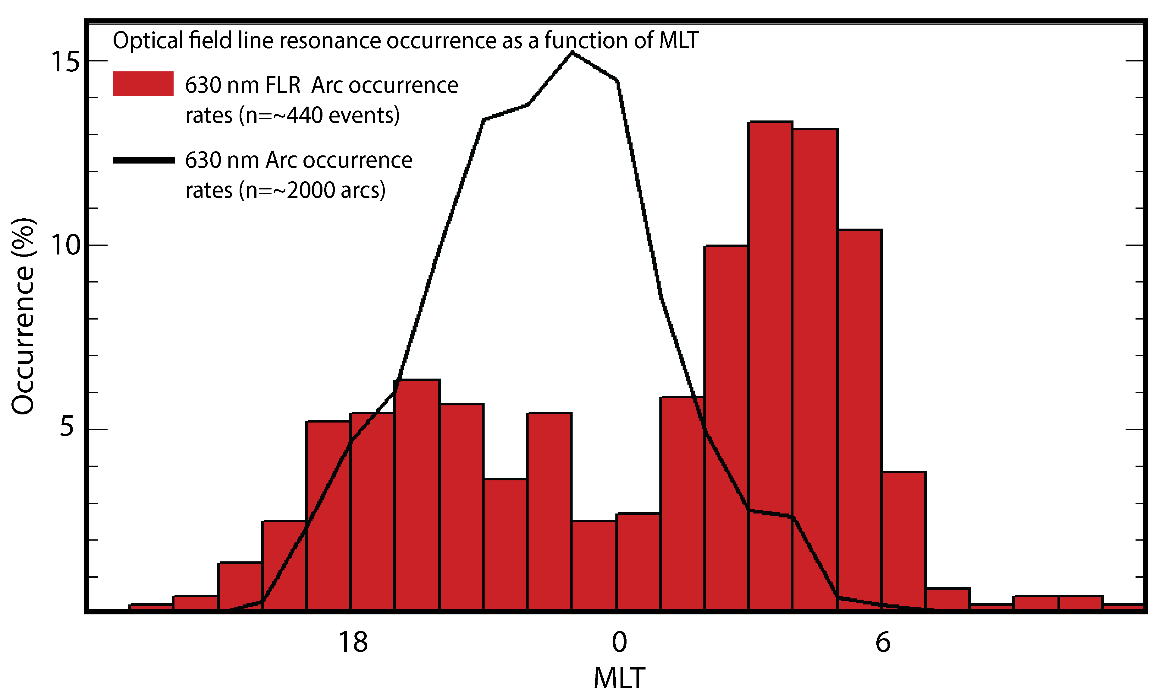 Optical field line resonance occurrence as a function of MLT
630 nm FLR Arc occurrence
rates (n=~440 events)
630 nm Arc occurrence
rates (n=~2000 arcs)
Occurrence (%)
15
10
5
18
0
6
MLT